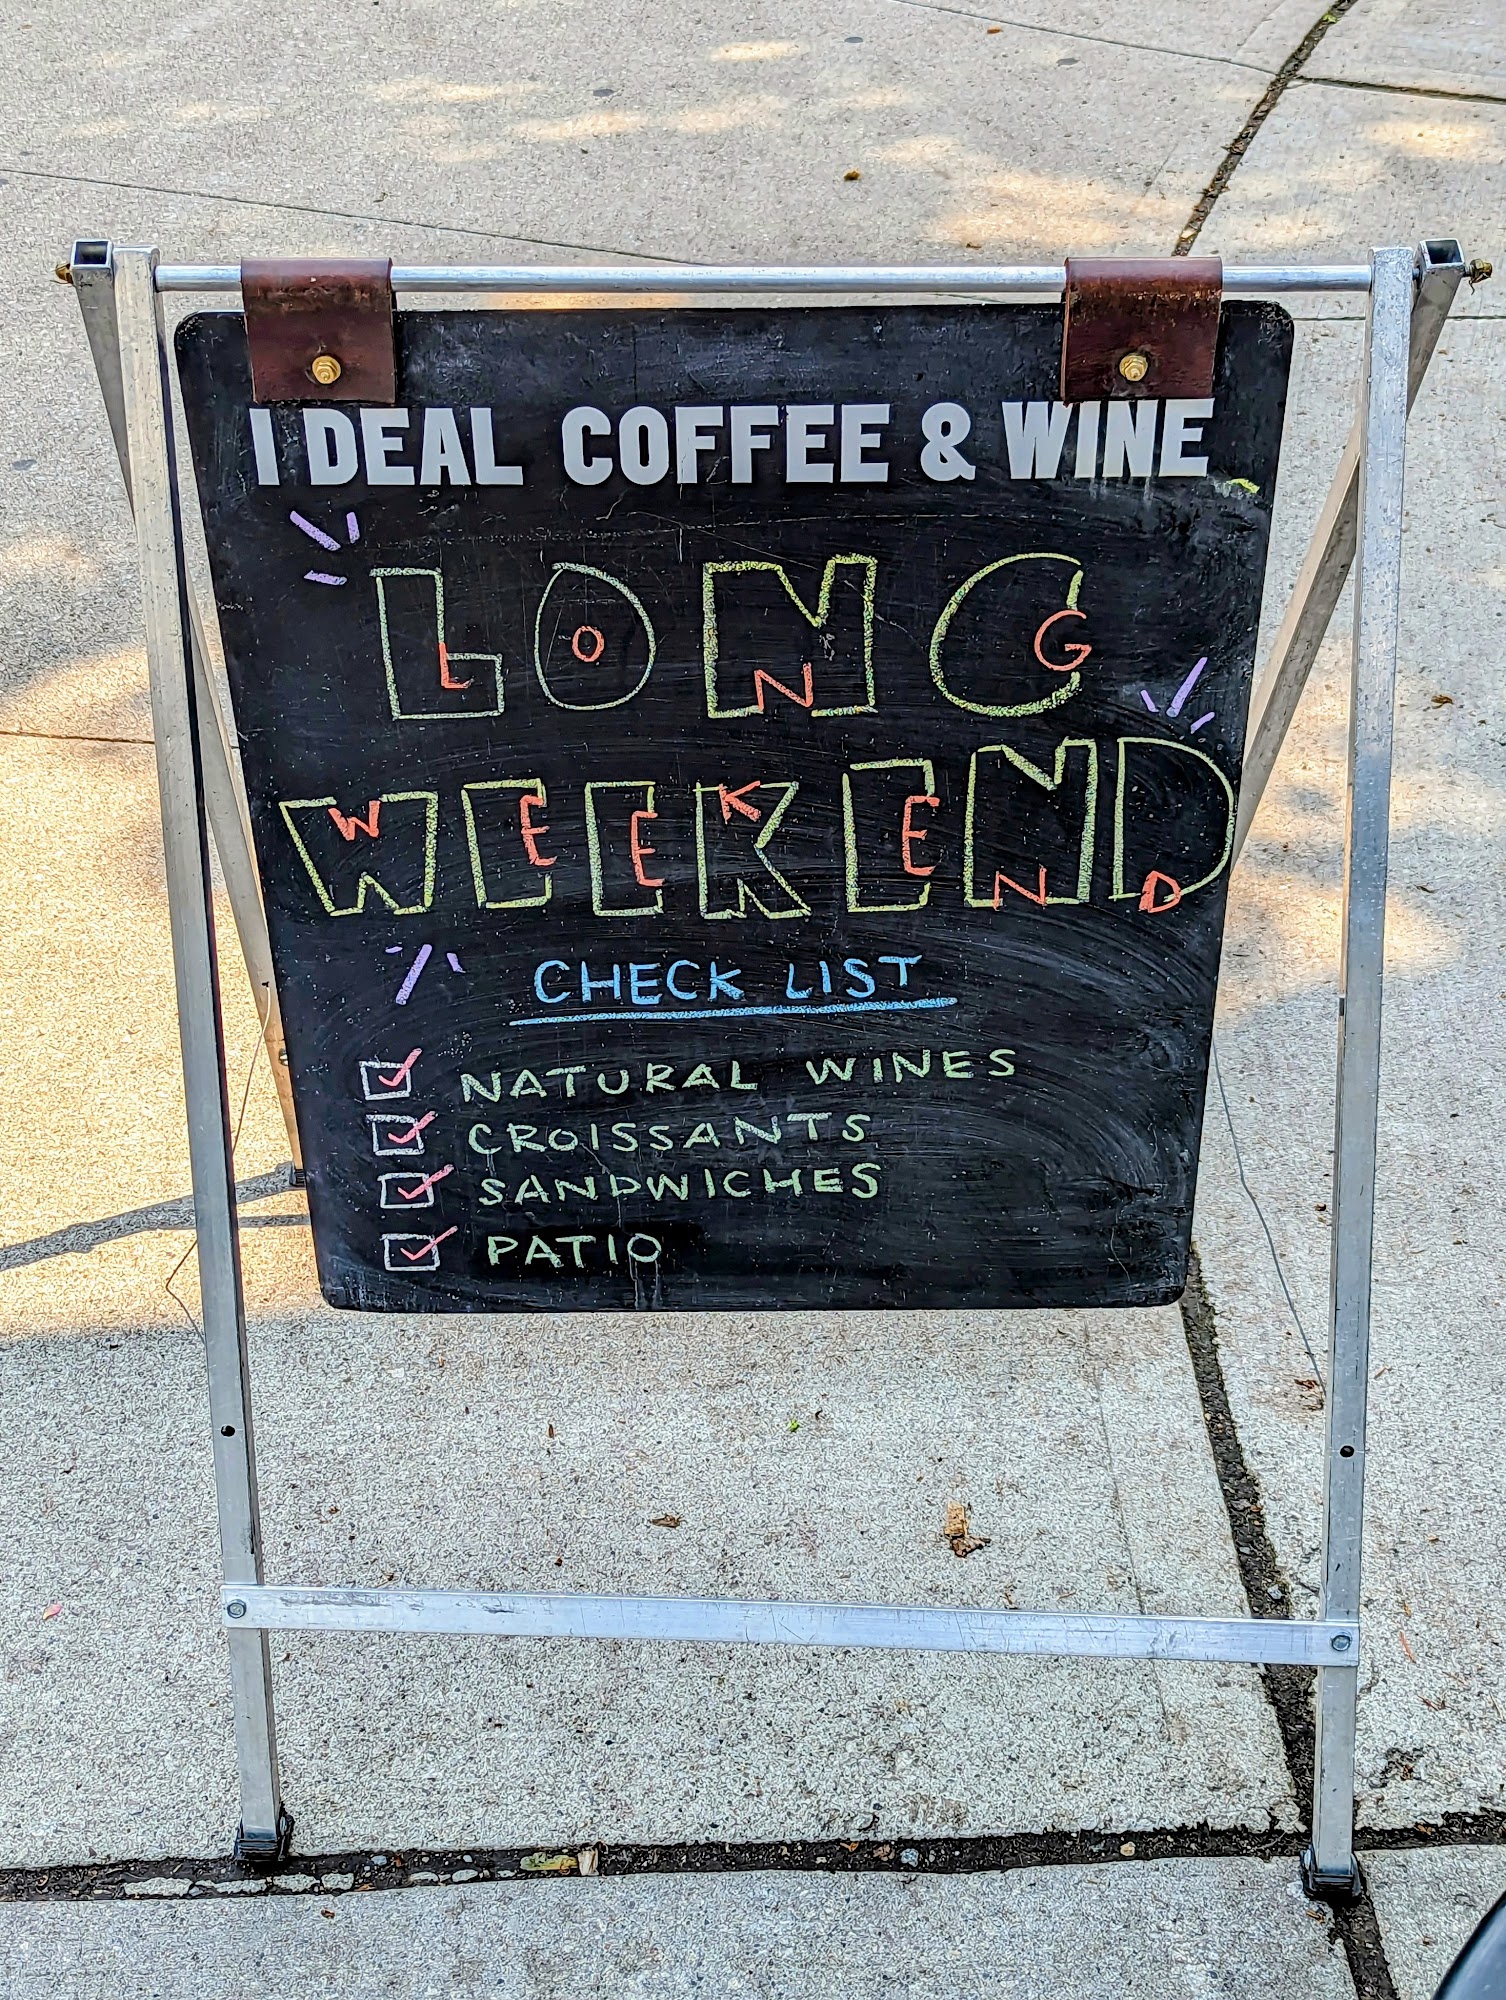 I DEAL COFFEE & WINE
LONG
WEEKEND
CHECK LIST
NATURAL WINES
CROISSANTS
SANDWICHES
PATIO